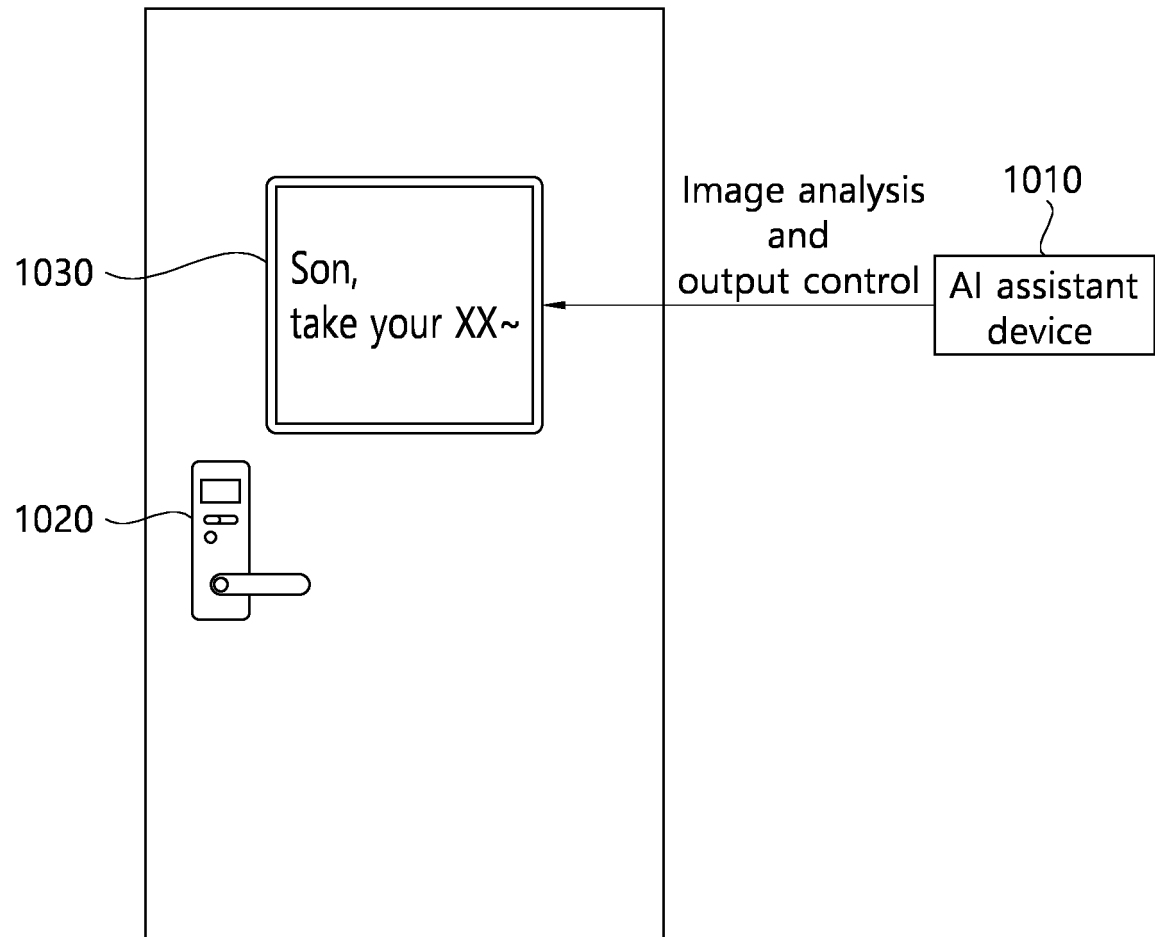 Image analysis
and
output control
1010
AI assistant
device
1030
Son,
take your XX~
1020